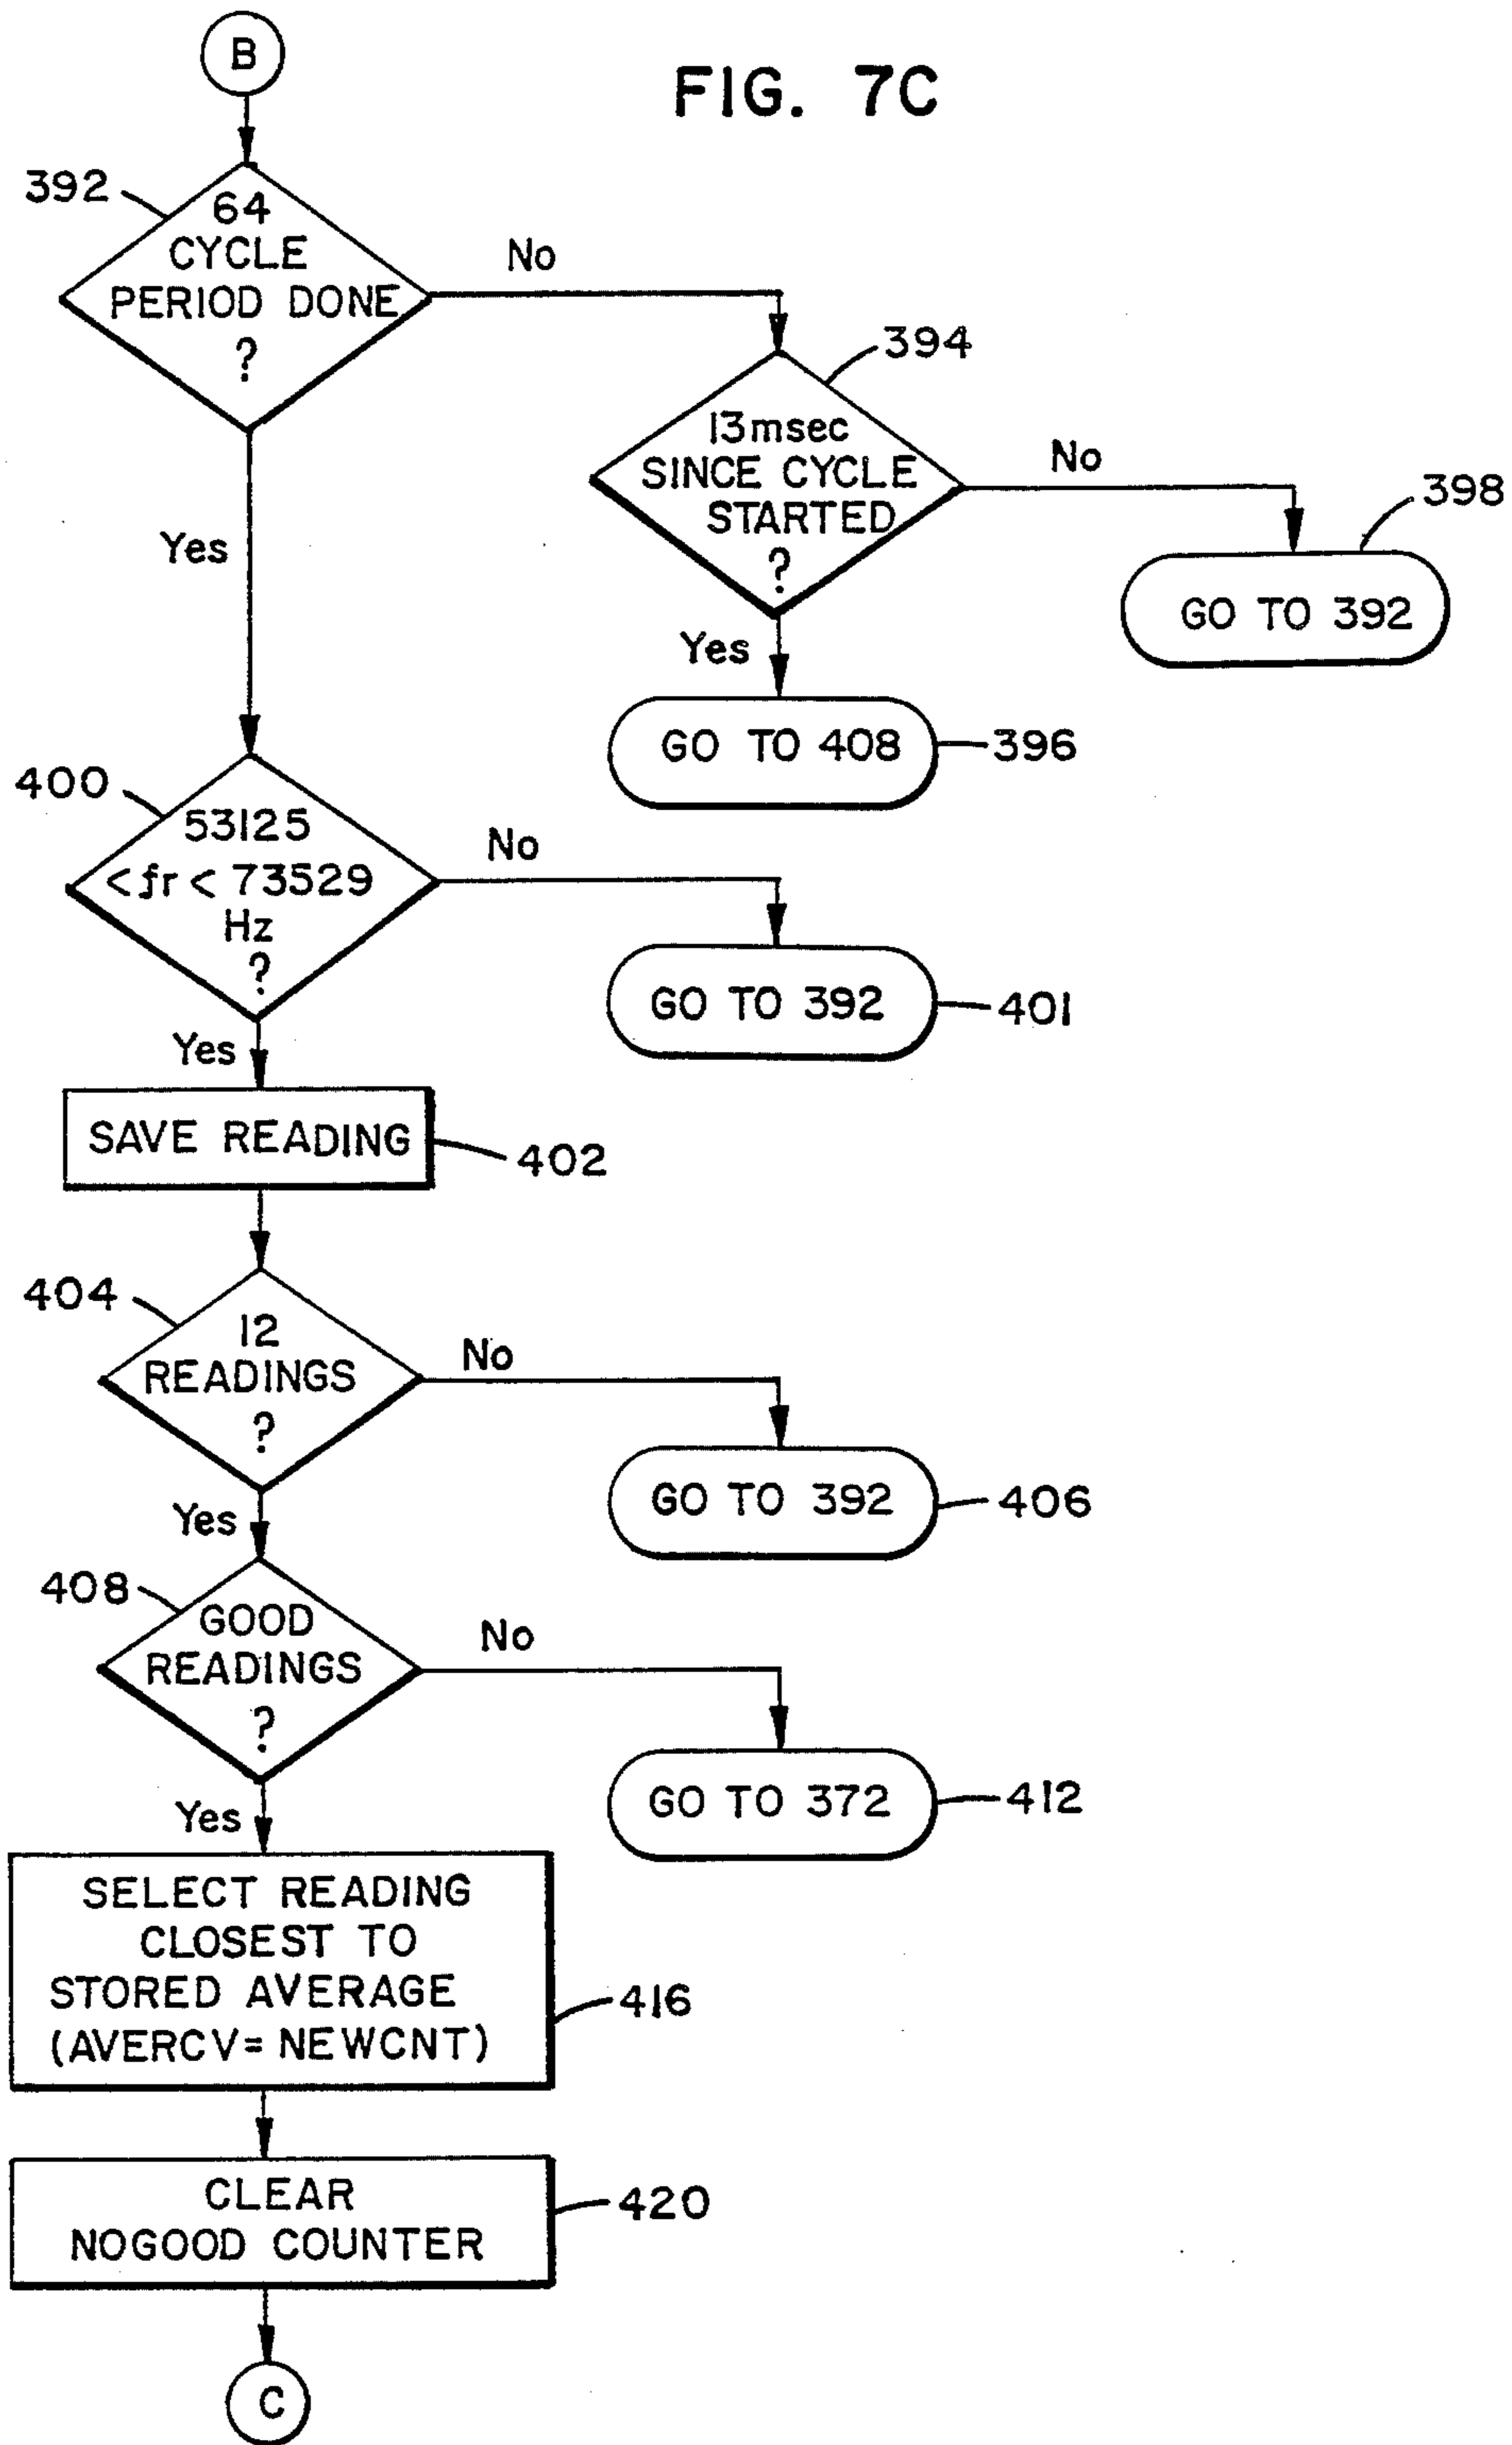 B
FIG. 7C
392
64
CYCLE
PERIOD DONE
?
No
Yes
394
13msec
SINCE CYCLE
STARTED
?
No
398
GO TO 392
Yes
GO TO 408
396
400
53125
<fr< 73529
Hz
?
No
GO TO 392
401
Yes
SAVE READING
402
404
12
READINGS
?
No
GO TO 392
406
Yes
408
GOOD
READINGS
?
No
GO TO 372
412
Yes
SELECT READING
CLOSEST TO
STORED AVERAGE
(AVERCV= NEWCNT)
416
CLEAR
NOGOOD COUNTER
420
C